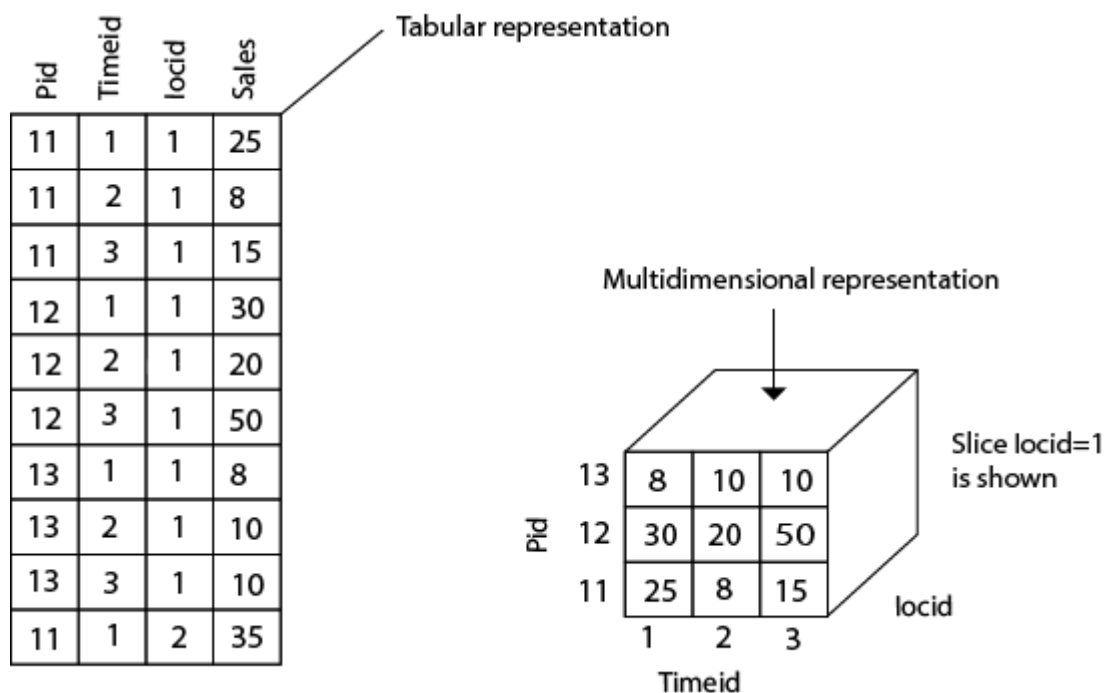 Tabular representation
Pid Timeid locid Sales
11 1 1 25
11 2 1 8
11 3 1 15
12 1 1 30
12 2 1 20
12 3 1 50
13 1 1 8
13 2 1 10
13 3 1 10
11 1 2 35
Multidimensional representation
Slice locid=1
is shown
13 8 10 10
Pid
12 30 20 50
11 25 8 15
locid
1 2 3
Timeid